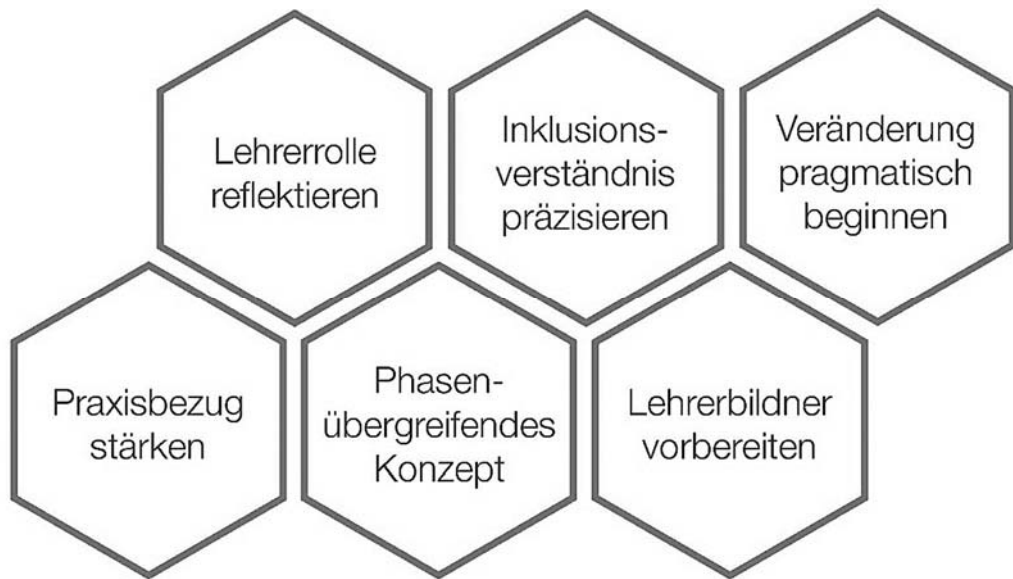 Lehrerrolle
reflektieren
Inklusions-
verständnis
präzisieren
Veränderung
pragmatisch
beginnen
Praxisbezug
stärken
Phasen-
übergreifendes
Konzept
Lehrerbildner
vorbereiten